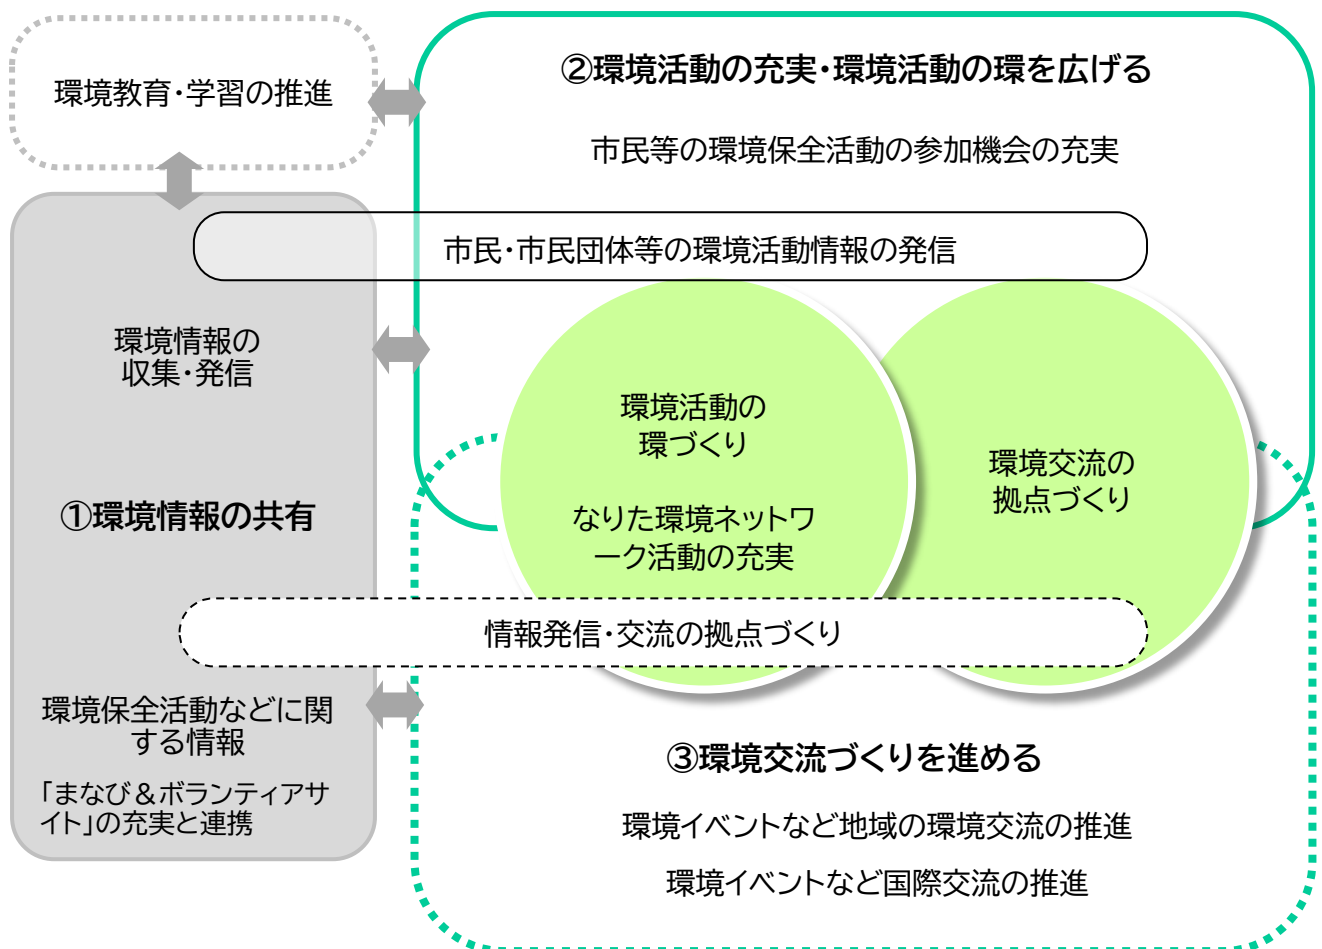 環境教育・学習の推進
②環境活動の充実・環境活動の環を広げる
市民等の環境保全活動の参加機会の充実
市民・市民団体等の環境活動情報の発信
環境情報の
収集・発信
①環境情報の共有
環境活動の
環づくり
なりた環境ネットワ
ーク活動の充実
環境交流の
拠点づくり
情報発信・交流の拠点づくり
環境保全活動などに関
する情報
「まなび＆ボランティアサ
イト」の充実と連携
③環境交流づくりを進める
環境イベントなど地域の環境交流の推進
環境イベントなど国際交流の推進